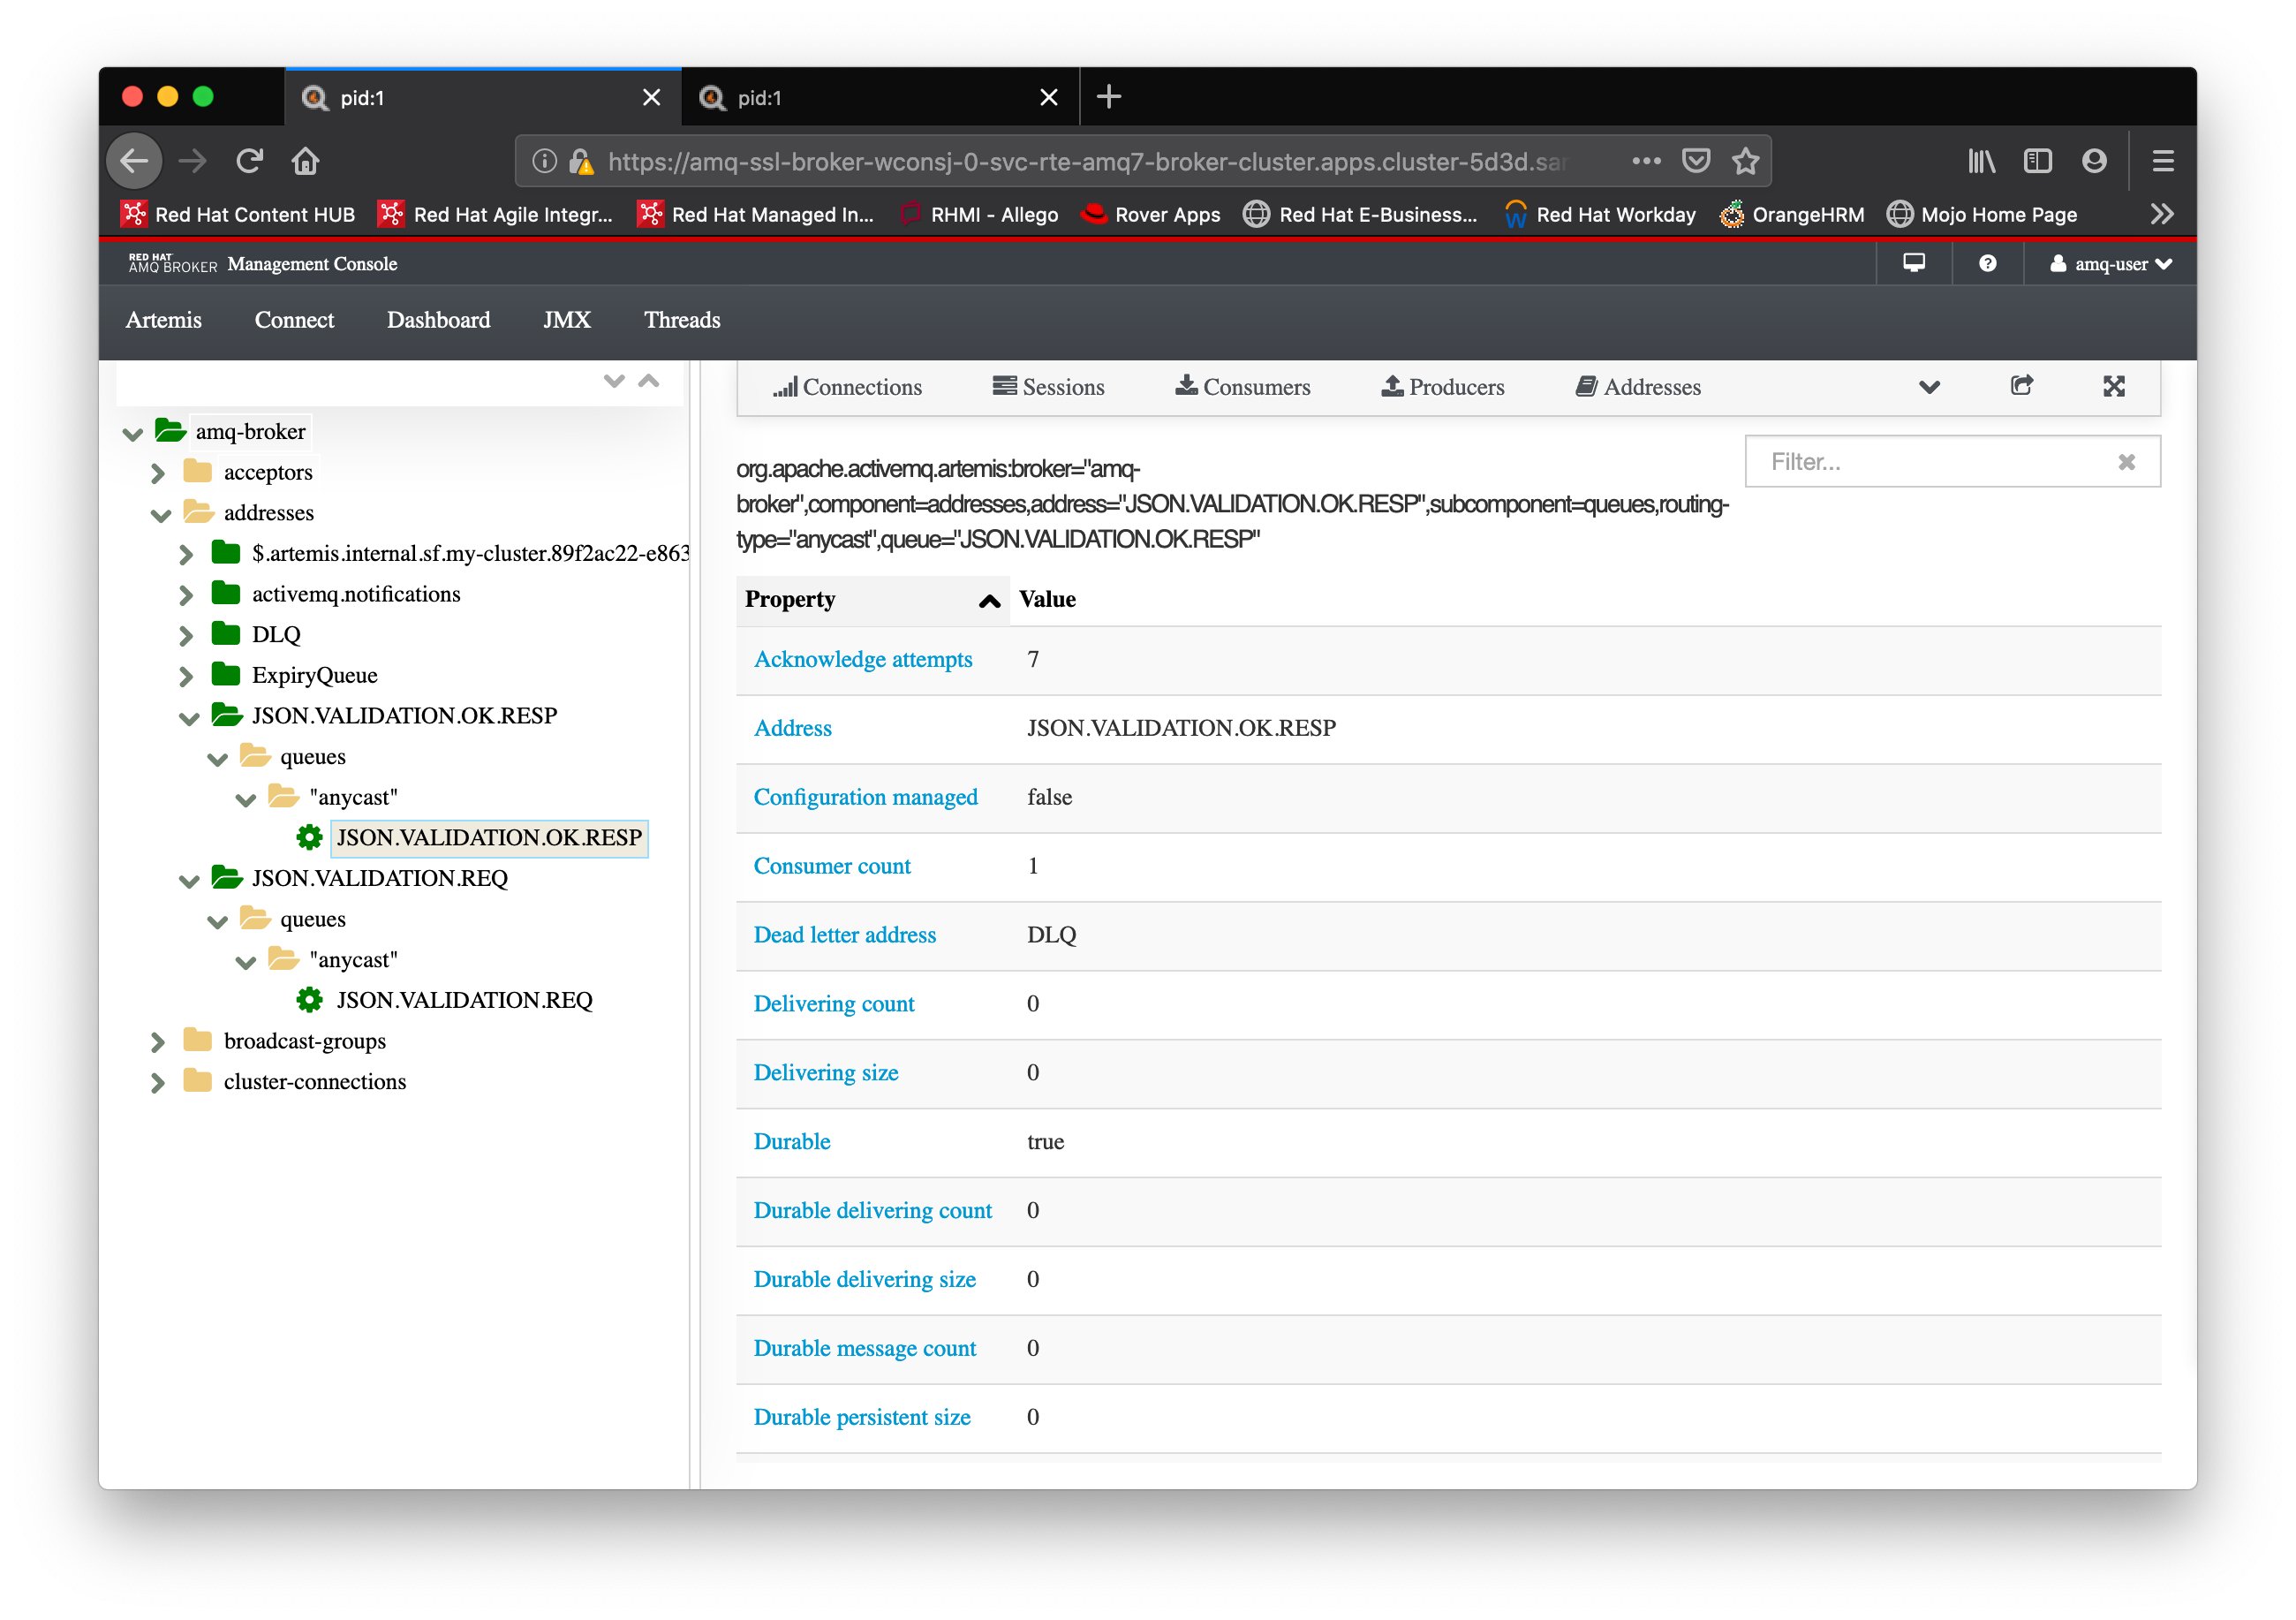 pid:1
pid:1
https://amq-ssl-broker-wconsj-0-svc-rte-amq7-broker-cluster.apps.cluster-5d3d.sar
Red Hat Content HUB
Red Hat Agile Integr...
Red Hat Managed In...
RHMI - Allego
Rover Apps
Red Hat E-Business...
Red Hat Workday
OrangeHRM
Mojo Home Page
RED HAT
AMQ BROKER
Management Console
amq-user
Artemis
Connect
Dashboard
JMX
Threads
amq-broker
acceptors
addresses
$.artemis.internal.sf.my-cluster.89f2ac22-e863
activemq.notifications
DLQ
ExpiryQueue
JSON.VALIDATION.OK.RESP
queues
"anycast"
JSON.VALIDATION.OK.RESP
JSON.VALIDATION.REQ
queues
"anycast"
JSON.VALIDATION.REQ
broadcast-groups
cluster-connections
Connections
Sessions
Consumers
Producers
Addresses
Filter...
org.apache.activemq.artemis:broker="amq-
broker",component=addresses,address="JSON.VALIDATION.OK.RESP",subcomponent=queues,routing-
type="anycast",queue="JSON.VALIDATION.OK.RESP"
Property Value
Acknowledge attempts 7
Address JSON.VALIDATION.OK.RESP
Configuration managed false
Consumer count 1
Dead letter address DLQ
Delivering count 0
Delivering size 0
Durable true
Durable delivering count 0
Durable delivering size 0
Durable message count 0
Durable persistent size 0